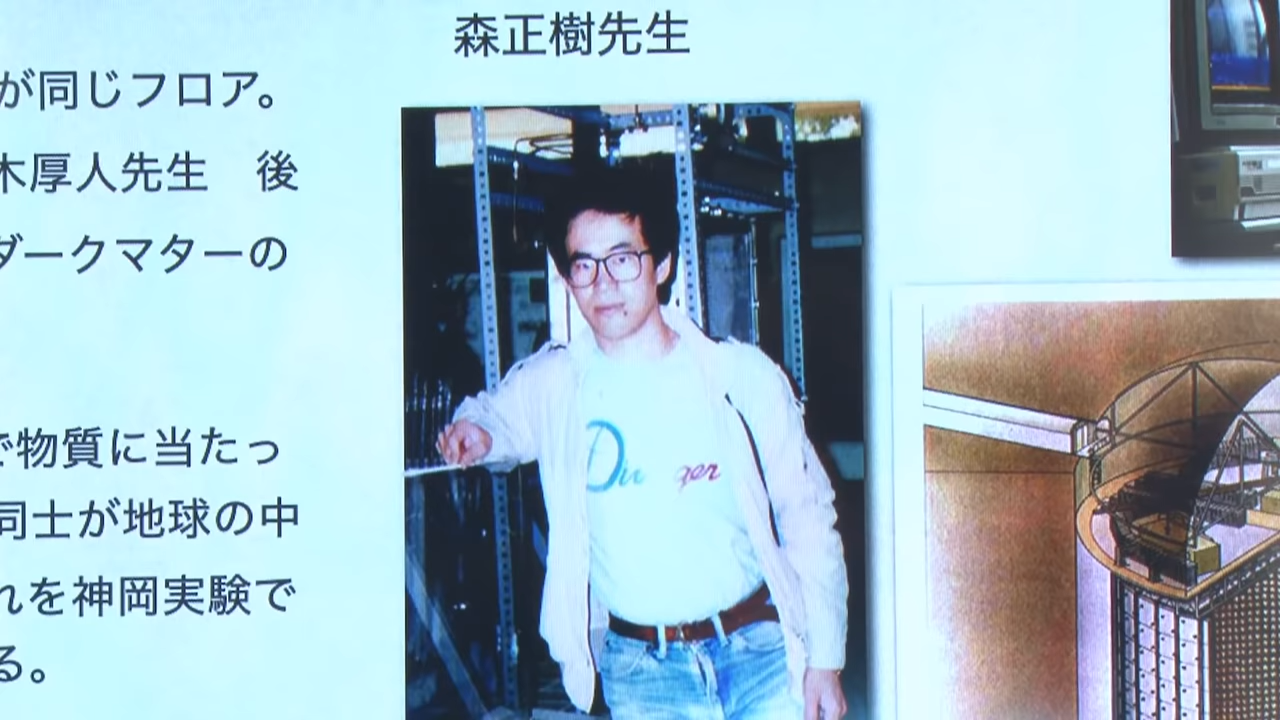 森正樹先生
が同じフロア。
木厚人先生　後
ダークマターの
で物質に当たっ
同士が地球の中
れを神岡実験で
る。